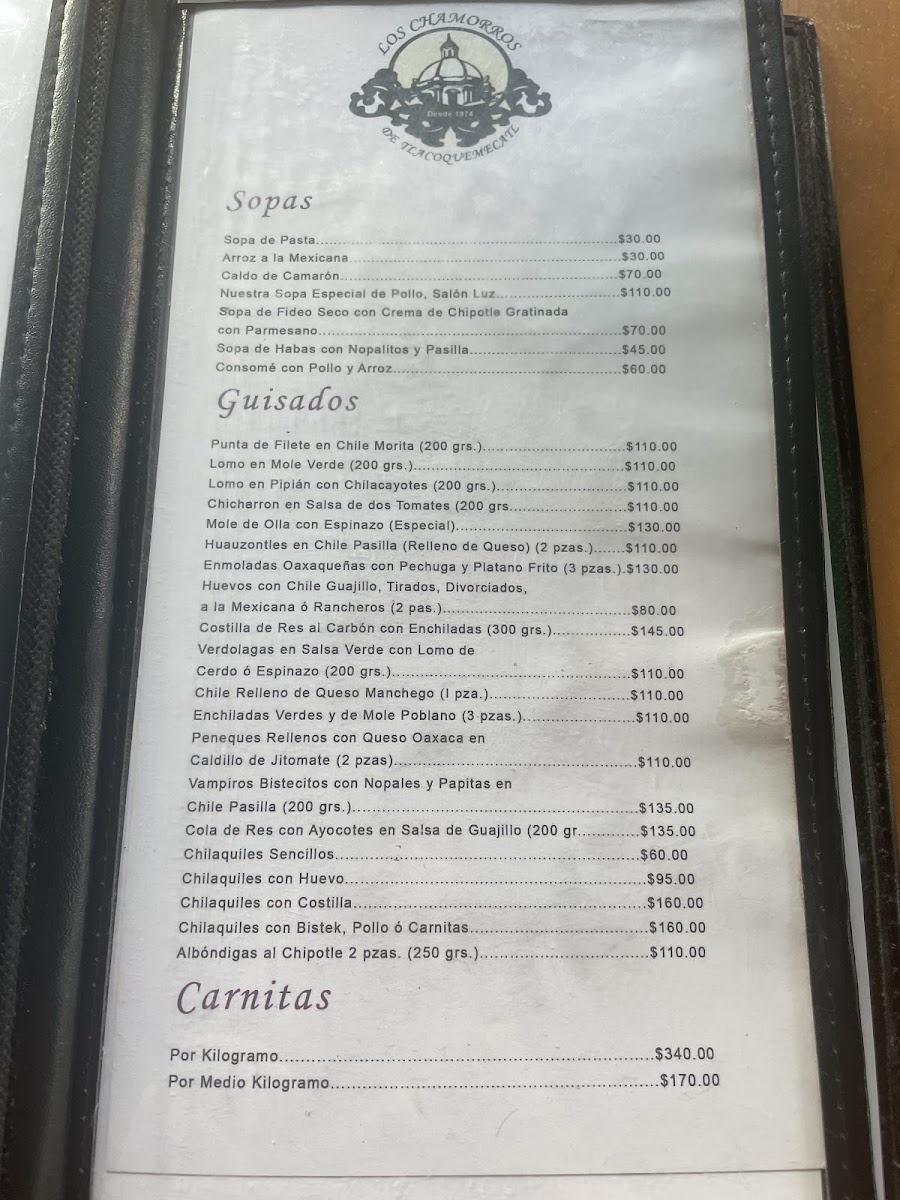 LOS CHAMORROS
Desde 1974
DE TLACOQUEMECATL
Sopas
Sopa de Pasta...$30.00
Arroz a la Mexicana...$30.00
Caldo de Camarón...$70.00
Nuestra Sopa Especial de Pollo, Salón Luz...$110.00
Sopa de Fideo Seco con Crema de Chipotle Gratinada
con Parmesano...$70.00
Sopa de Habas con Nopalitos y Pasilla...$45.00
Consomé con Pollo y Arroz...$60.00
Guisados
Punta de Filete en Chile Morita (200 grs.)...$110.00
Lomo en Mole Verde (200 grs.)...$110.00
Lomo en Pipián con Chilacayotes (200 grs.)...$110.00
Chicharron en Salsa de dos Tomates (200 grs...$110.00
Mole de Olla con Espinazo (Especial)...$130.00
Huauzontles en Chile Pasilla (Relleno de Queso) (2 pzas.)...$110.00
Enmoladas Oaxaqueñas con Pechuga y Platano Frito (3 pzas.).$130.00
Huevos con Chile Guajillo, Tirados, Divorciados,
a la Mexicana ó Rancheros (2 pas.)...$80.00
Costilla de Res al Carbón con Enchiladas (300 grs.)...$145.00
Verdolagas en Salsa Verde con Lomo de
Cerdo ó Espinazo (200 grs.)...$110.00
Chile Relleno de Queso Manchego (I pza.)...$110.00
Enchiladas Verdes y de Mole Poblano (3 pzas.)...$110.00
Peneques Rellenos con Queso Oaxaca en
Caldillo de Jitomate (2 pzas)...$110.00
Vampiros Bistecitos con Nopales y Papitas en
Chile Pasilla (200 grs.)...$135.00
Cola de Res con Ayocotes en Salsa de Guajillo (200 gr...$135.00
Chilaquiles Sencillos...$60.00
Chilaquiles con Huevo...$95.00
Chilaquiles con Costilla...$160.00
Chilaquiles con Bistek, Pollo ó Carnitas...$160.00
Albóndigas al Chipotle 2 pzas. (250 grs.)...$110.00
Carnitas
Por Kilogramo...$340.00
Por Medio Kilogramo...$170.00